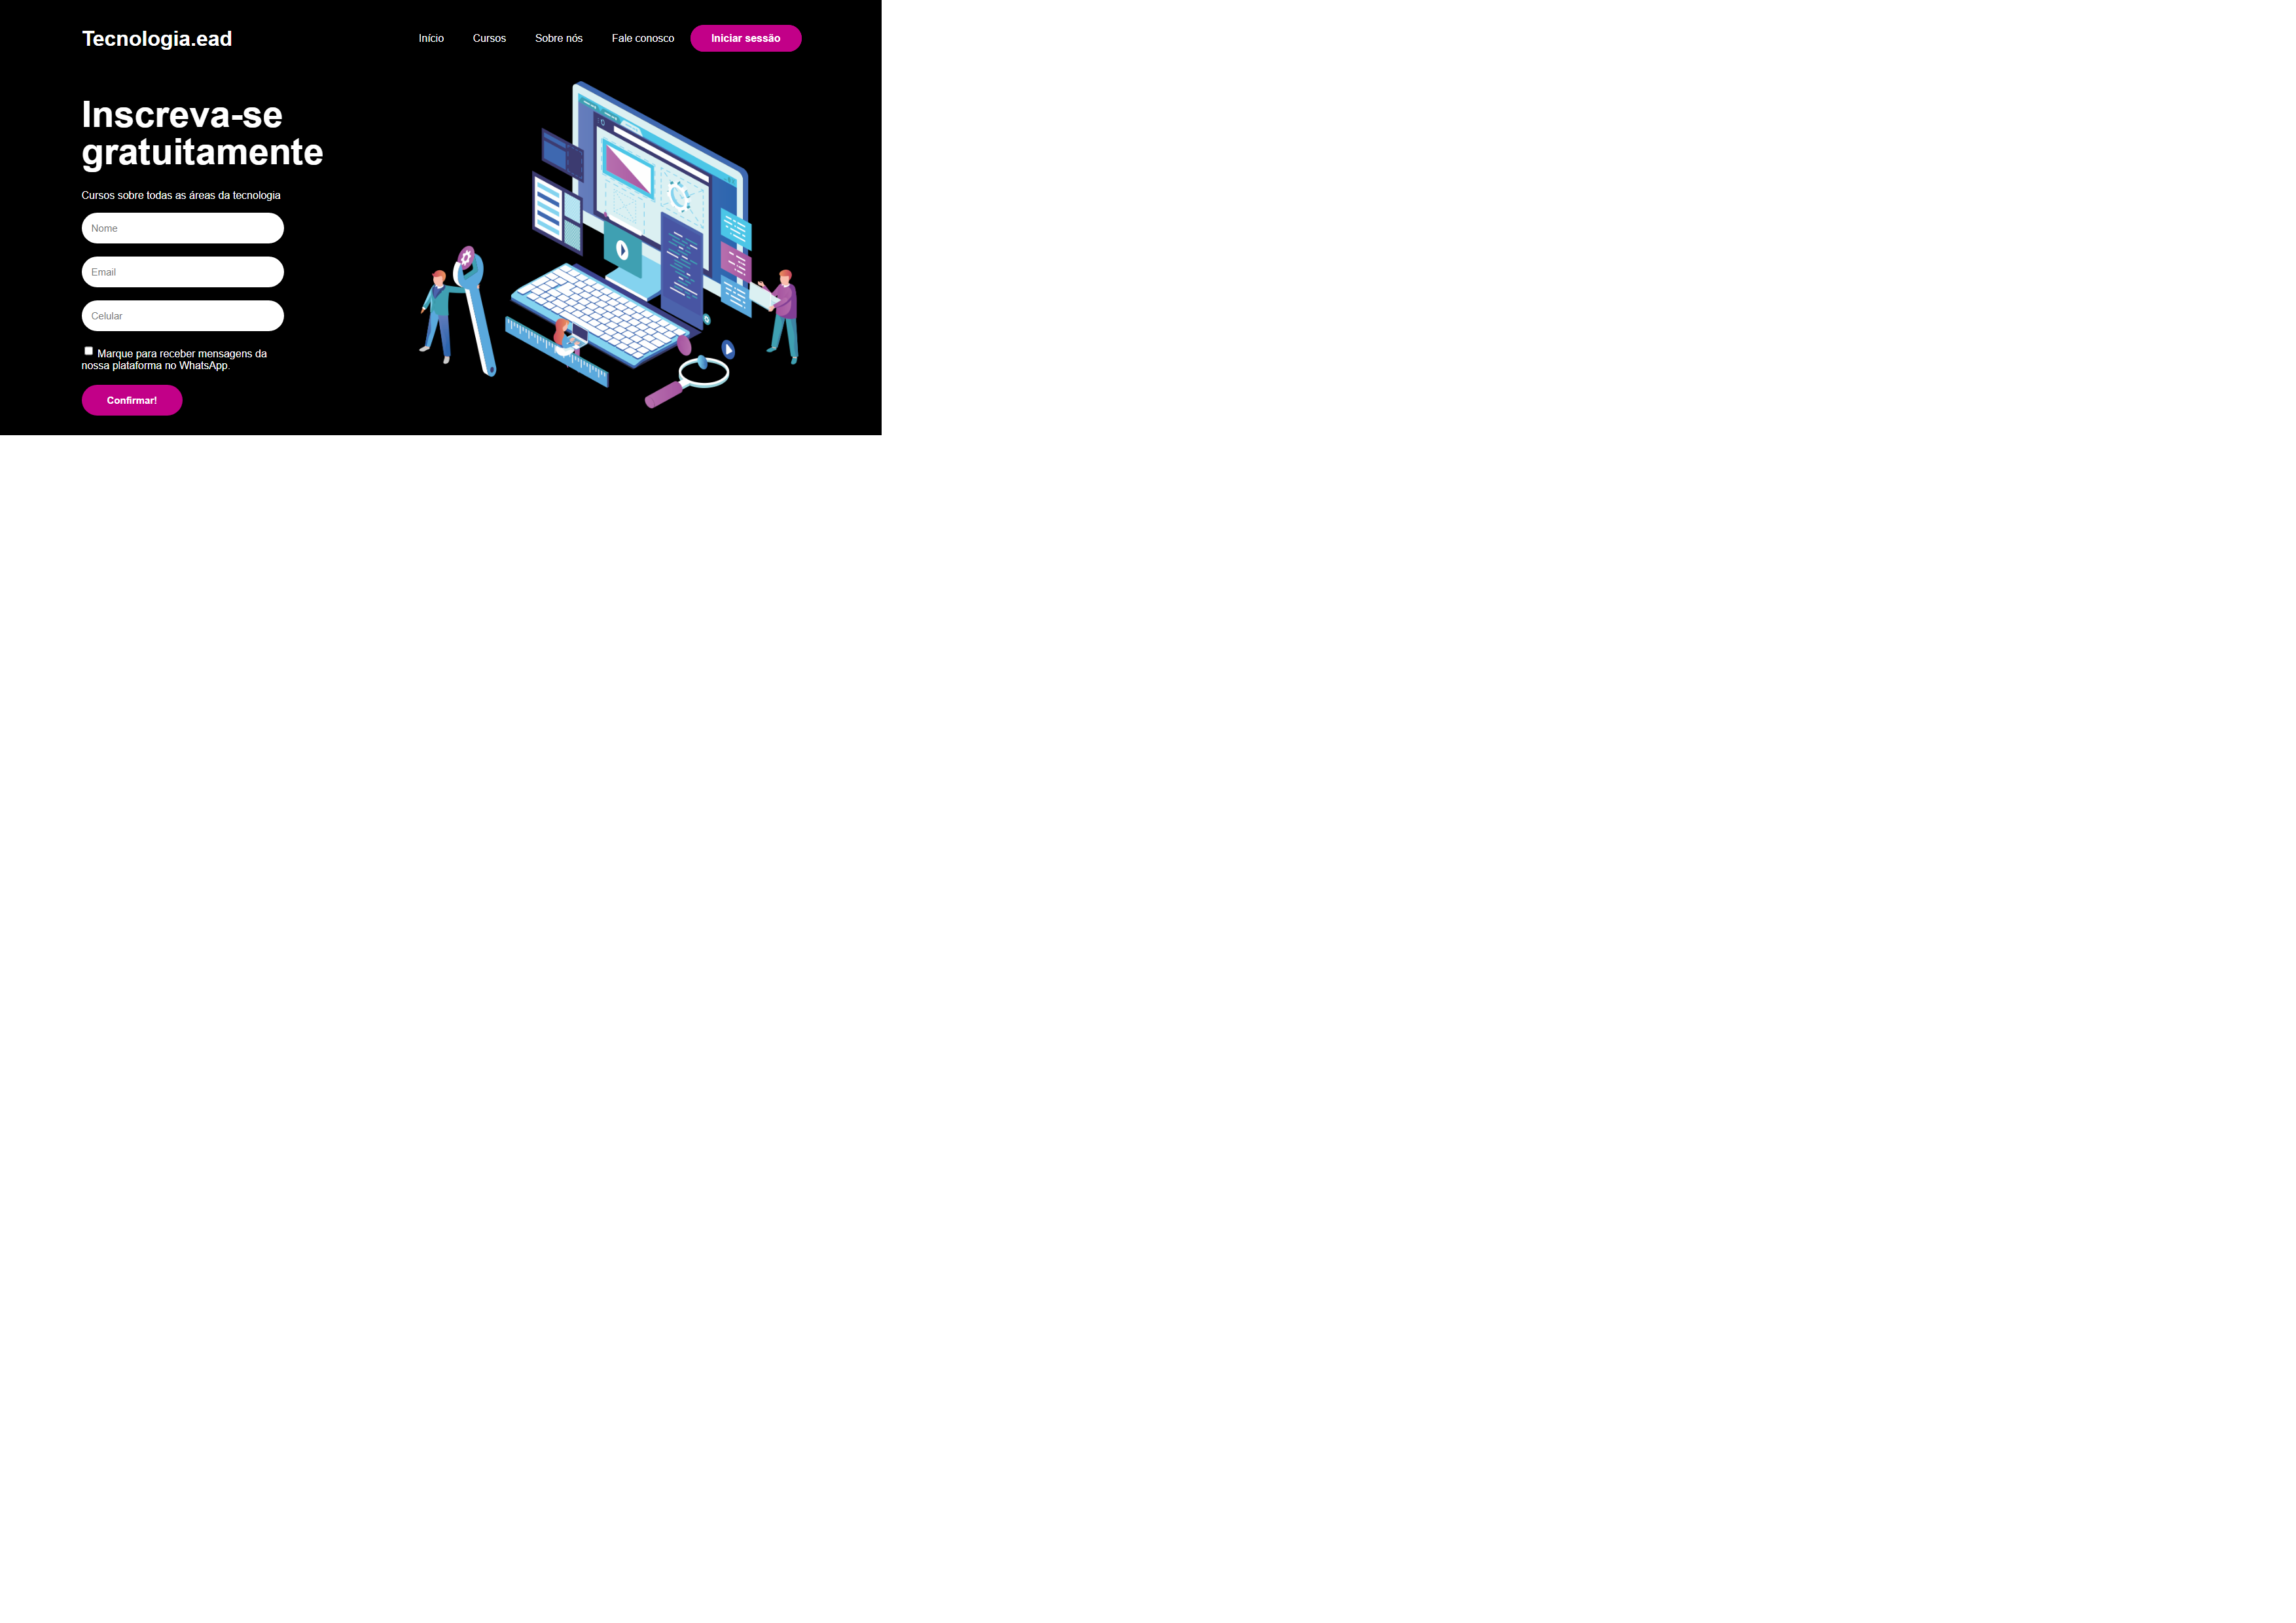 Tecnologia.ead
Início
Cursos
Sobre nós
Fale conosco
Iniciar sessão
Inscreva-se
gratuitamente
Cursos sobre todas as áreas da tecnologia
Nome
Email
Celular
Marque para receber mensagens da
nossa plataforma no WhatsApp.
Confirmar!